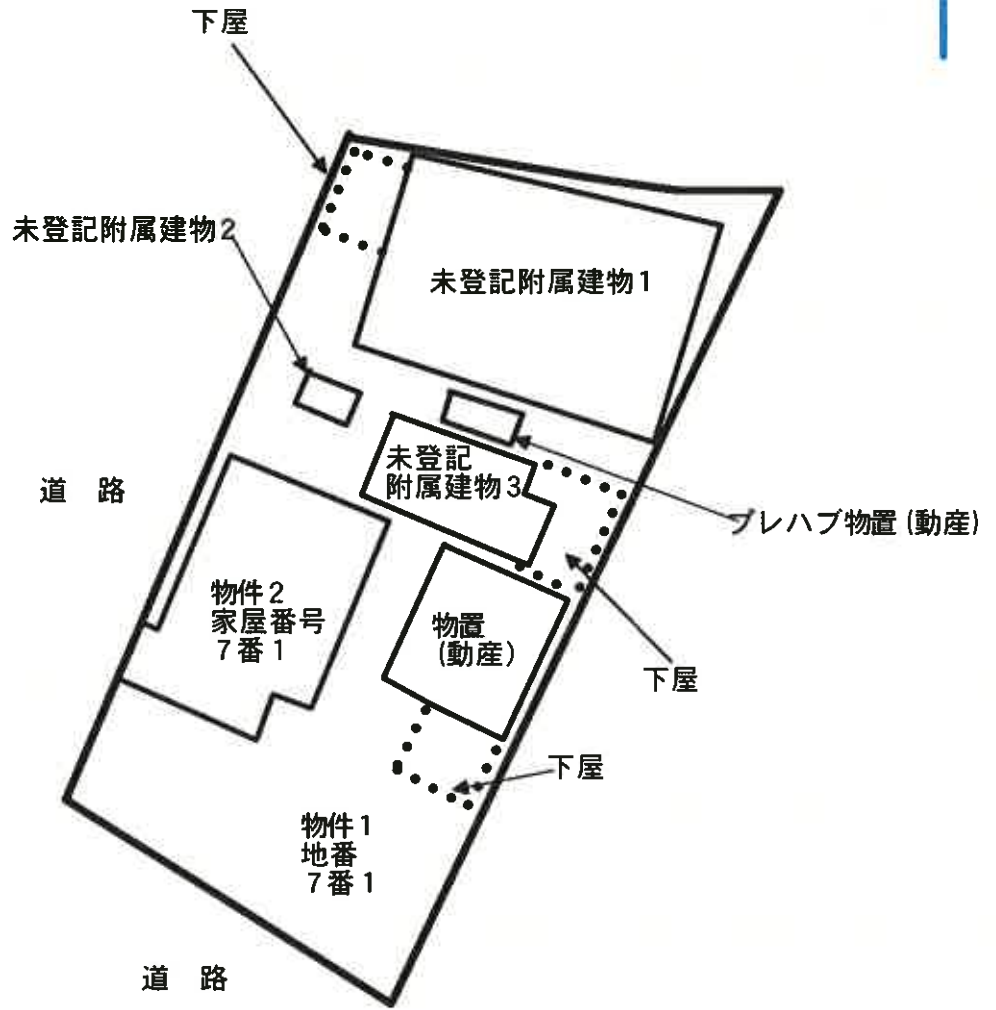 下屋
未登記附属建物2
未登記附属建物1
未登記
附属建物3
道 路
プレハブ物置(動産)
物件2
家屋番号
7番1
物置
(動産)
下屋
下屋
物件1
地番
7番1
道 路